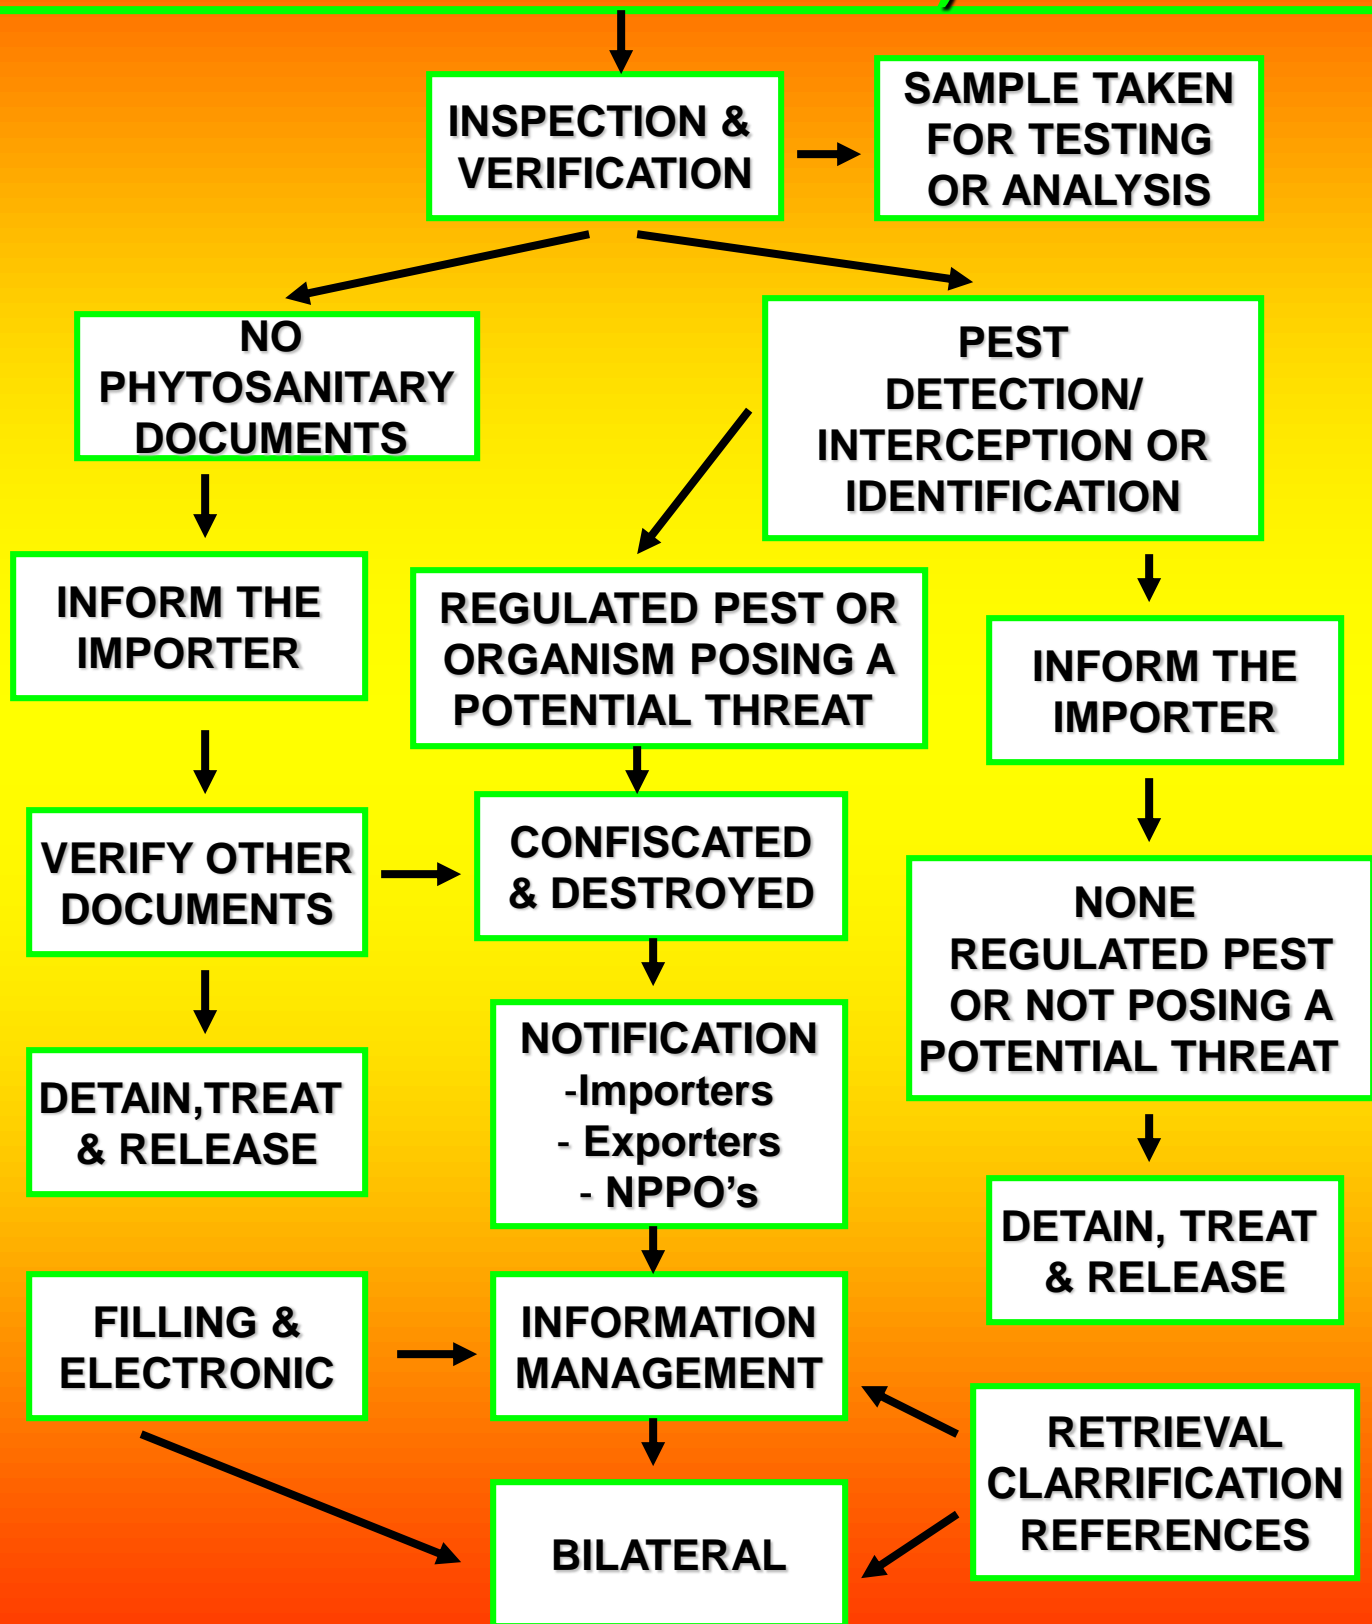 INSPECTION &
VERIFICATION
SAMPLE TAKEN
FOR TESTING
OR ANALYSIS
NO
PHYTOSANITARY
DOCUMENTS
PEST
DETECTION/
INTERCEPTION OR
IDENTIFICATION
INFORM THE
IMPORTER
REGULATED PEST OR
ORGANISM POSING A
POTENTIAL THREAT
INFORM THE
IMPORTER
VERIFY OTHER
DOCUMENTS
CONFISCATED
& DESTROYED
NONE
REGULATED PEST
OR NOT POSING A
POTENTIAL THREAT
DETAIN,TREAT
& RELEASE
NOTIFICATION
-Importers
- Exporters
- NPPO’s
DETAIN, TREAT
& RELEASE
FILLING &
ELECTRONIC
INFORMATION
MANAGEMENT
RETRIEVAL
CLARRIFICATION
REFERENCES
BILATERAL